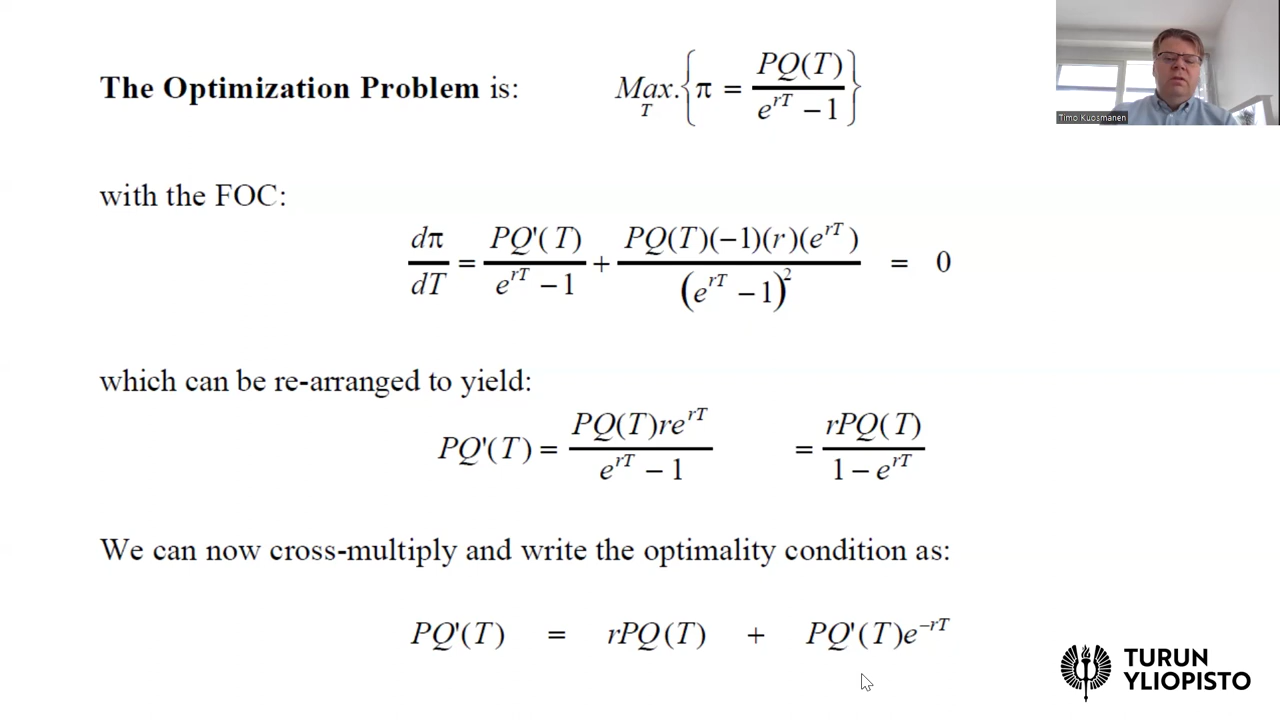 The Optimization Problem is: Max.{π = PQ(T) / (e^{rT} − 1)}
T
Timo Kuosmanen
with the FOC:
dπ/dT = PQ'(T) / (e^{rT} − 1) + PQ(T)(−1)(r)(e^{rT}) / (e^{rT} − 1)^2 = 0
which can be re-arranged to yield:
PQ'(T) = PQ(T)re^{rT} / (e^{rT} − 1) = rPQ(T) / (1 − e^{rT})
We can now cross-multiply and write the optimality condition as:
PQ'(T) = rPQ(T) + PQ'(T)e^{−rT}
TURUN
YLIOPISTO